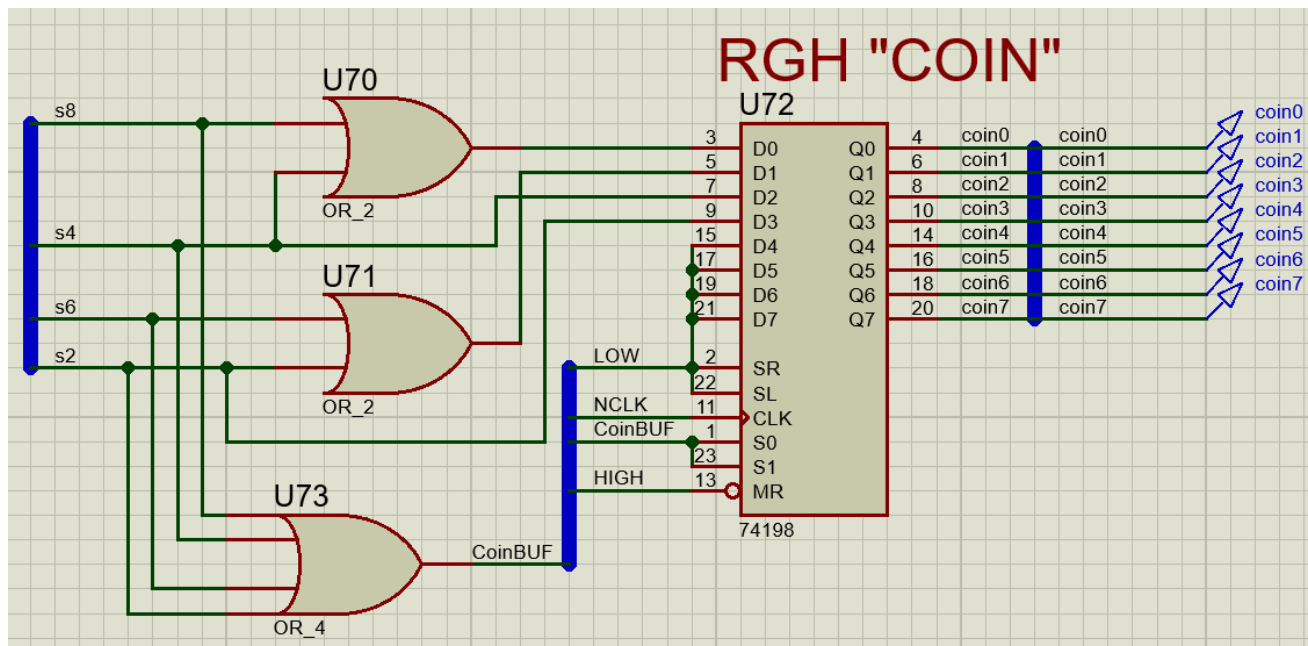 RGH "COIN"
U70
s8
OR_2
s4
U71
s6
s2
OR_2
U73
OR_4
CoinBUF
LOW
NCLK
CoinBUF
HIGH
U72
3 D0 Q0 4 coin0 coin0 coin0
5 D1 Q1 6 coin1 coin1 coin1
7 D2 Q2 8 coin2 coin2 coin2
9 D3 Q3 10 coin3 coin3 coin3
15 D4 Q4 14 coin4 coin4 coin4
17 D5 Q5 16 coin5 coin5 coin5
19 D6 Q6 18 coin6 coin6 coin6
21 D7 Q7 20 coin7 coin7 coin7
2 SR
22 SL
11 CLK
1 S0
23 S1
13 MR
74198